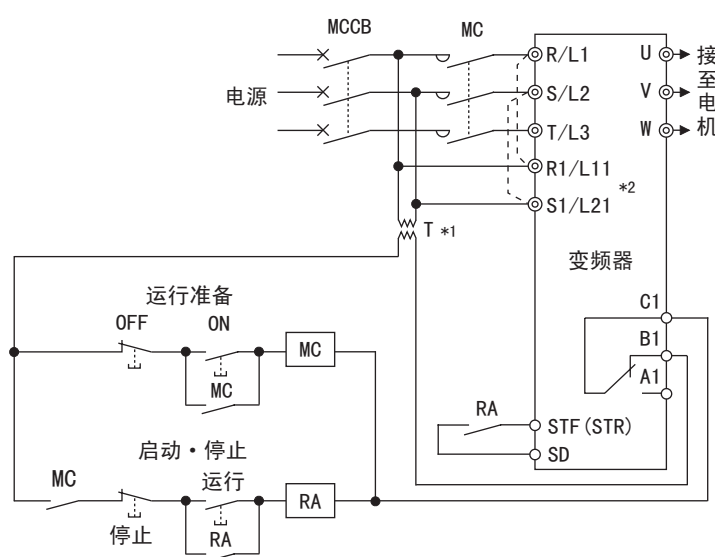 MCCB
MC
R/L1
U
接至电机
电源
S/L2
V
T/L3
W
R1/L11
*2
S1/L21
T *1
变频器
运行准备
OFF
ON
MC
MC
C1
B1
A1
RA
STF(STR)
SD
启动・停止
MC
运行
停止
RA
RA